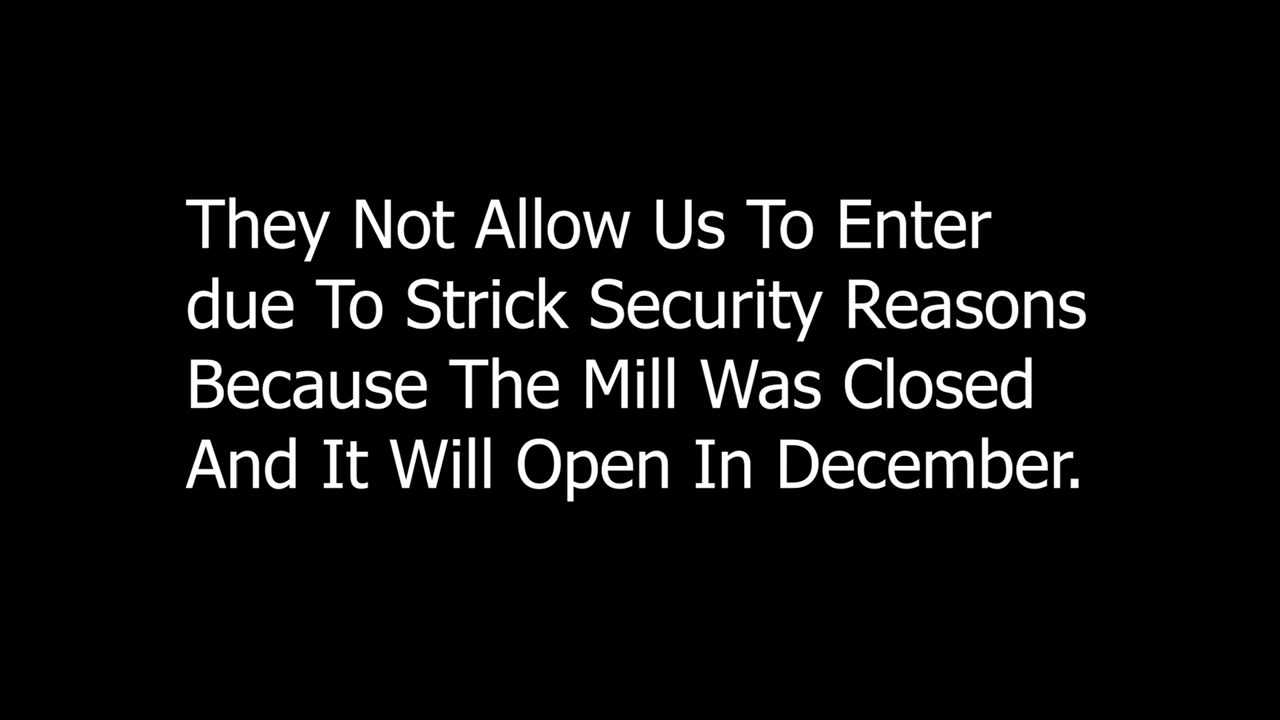 They Not Allow Us To Enter
due To Strick Security Reasons
Because The Mill Was Closed
And It Will Open In December.